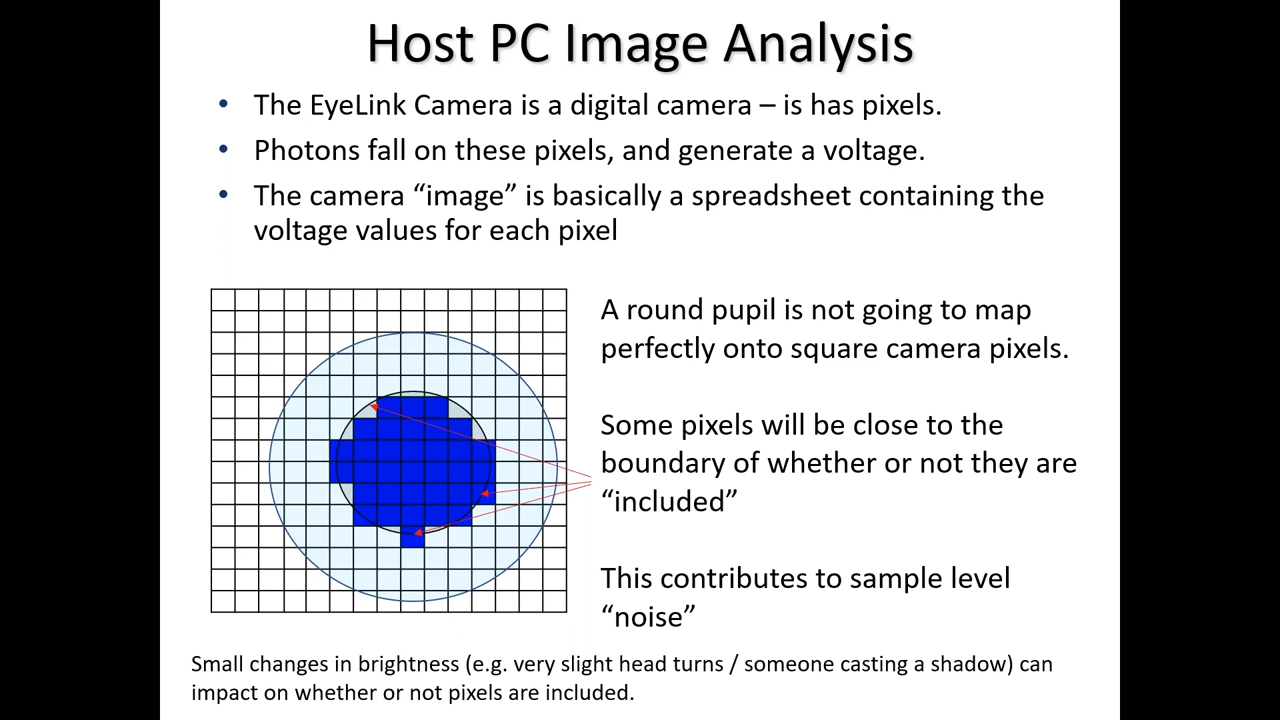 Host PC Image Analysis
• The EyeLink Camera is a digital camera – is has pixels.
• Photons fall on these pixels, and generate a voltage.
• The camera “image” is basically a spreadsheet containing the
voltage values for each pixel
A round pupil is not going to map
perfectly onto square camera pixels.
Some pixels will be close to the
boundary of whether or not they are
“included”
This contributes to sample level
“noise”
Small changes in brightness (e.g. very slight head turns / someone casting a shadow) can
impact on whether or not pixels are included.